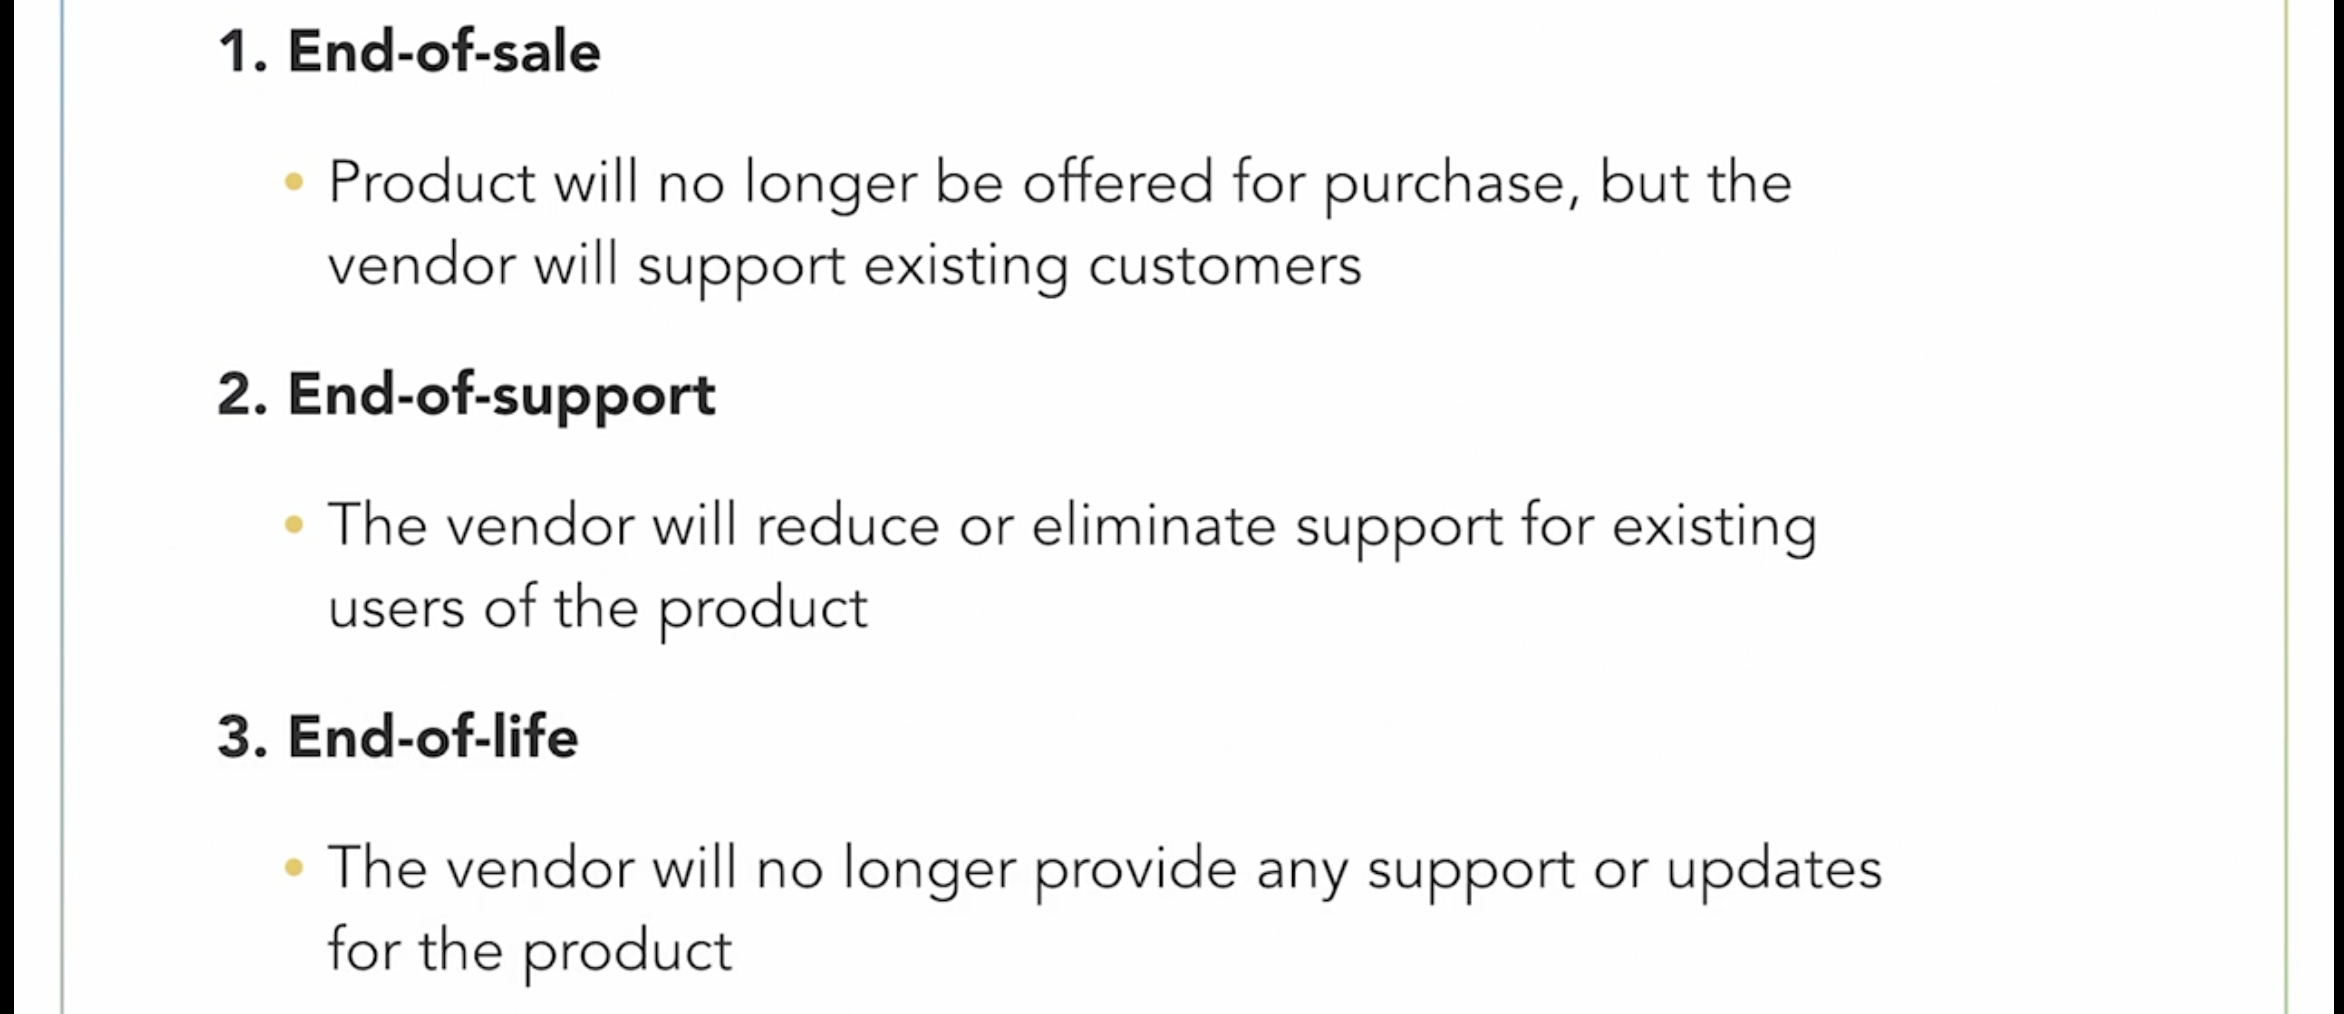 1. End-of-sale
• Product will no longer be offered for purchase, but the
vendor will support existing customers
2. End-of-support
• The vendor will reduce or eliminate support for existing
users of the product
3. End-of-life
• The vendor will no longer provide any support or updates
for the product